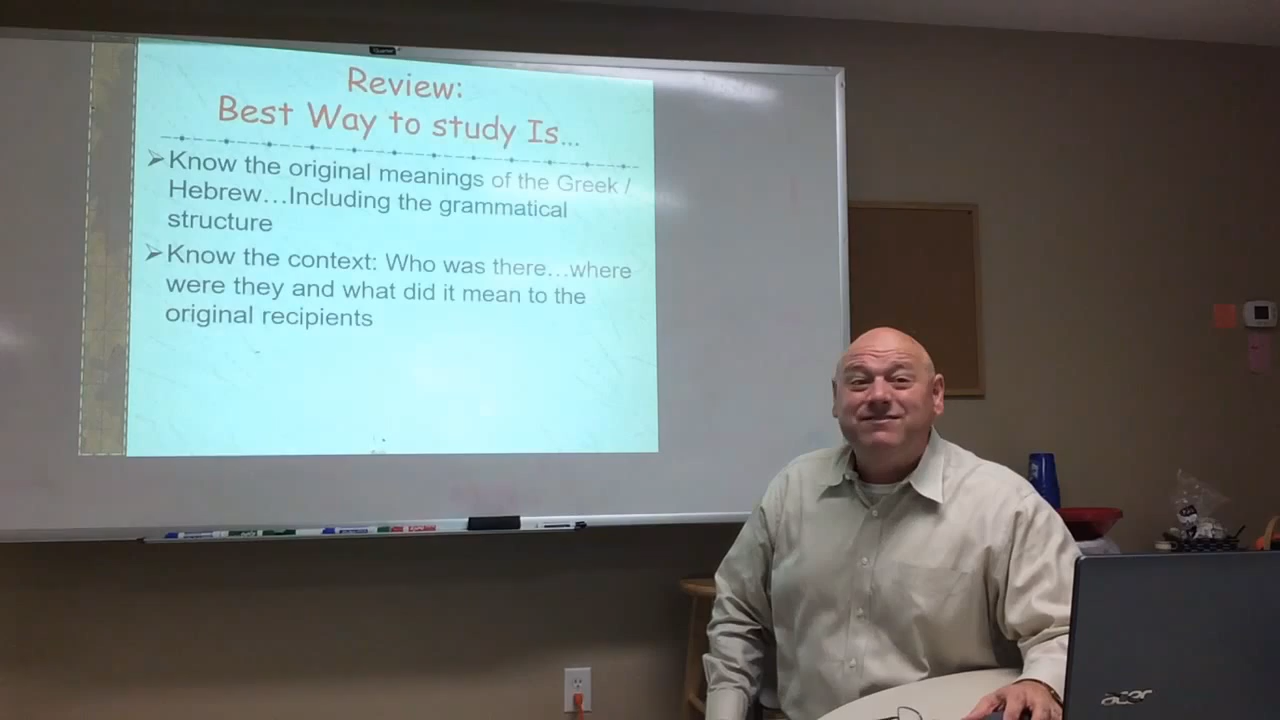 Quartet
Review:
Best Way to study Is...
Know the original meanings of the Greek /
Hebrew...Including the grammatical
structure
Know the context: Who was there...where
were they and what did it mean to the
original recipients
acer